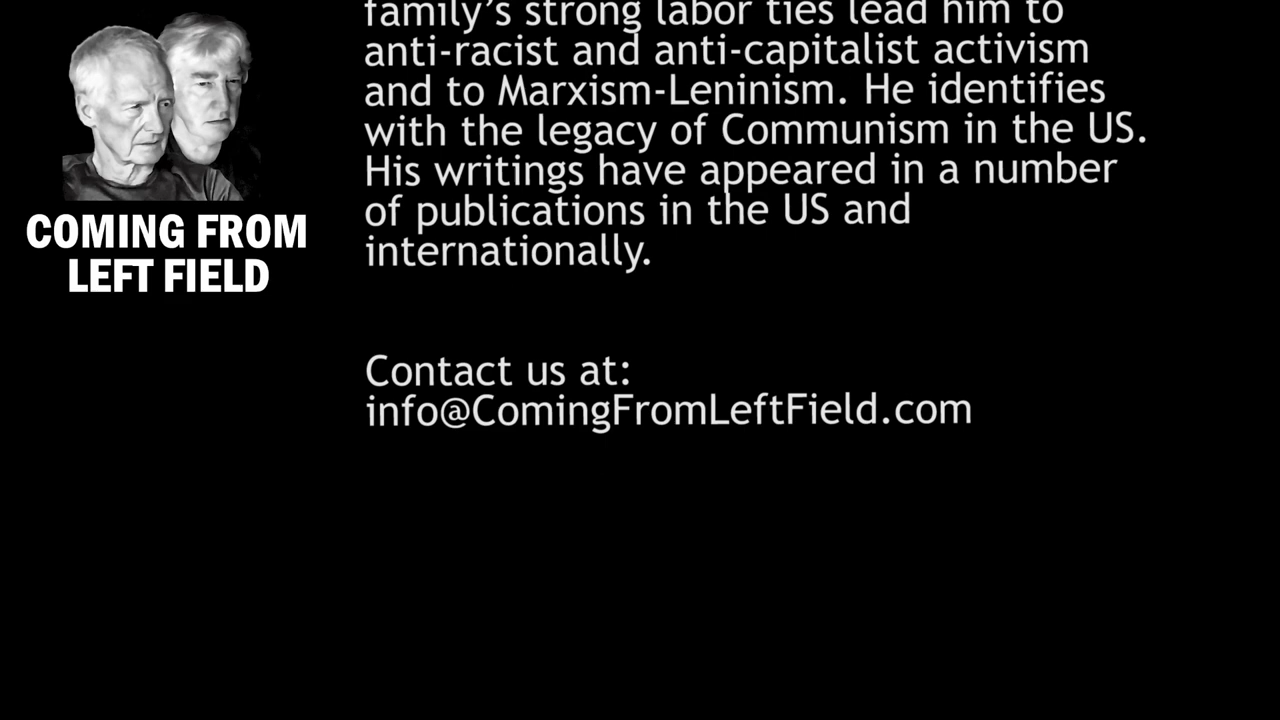 COMING FROM
LEFT FIELD
family’s strong labor ties lead him to
anti-racist and anti-capitalist activism
and to Marxism-Leninism. He identifies
with the legacy of Communism in the US.
His writings have appeared in a number
of publications in the US and
internationally.
Contact us at:
info@ComingFromLeftField.com